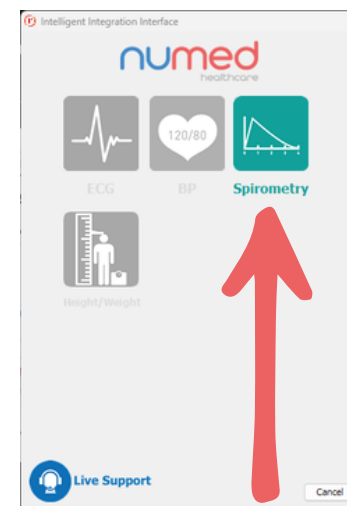 Intelligent Integration Interface
numed
healthcare
120/80
ECG BP Spirometry
Height/Weight
Live Support
Cancel